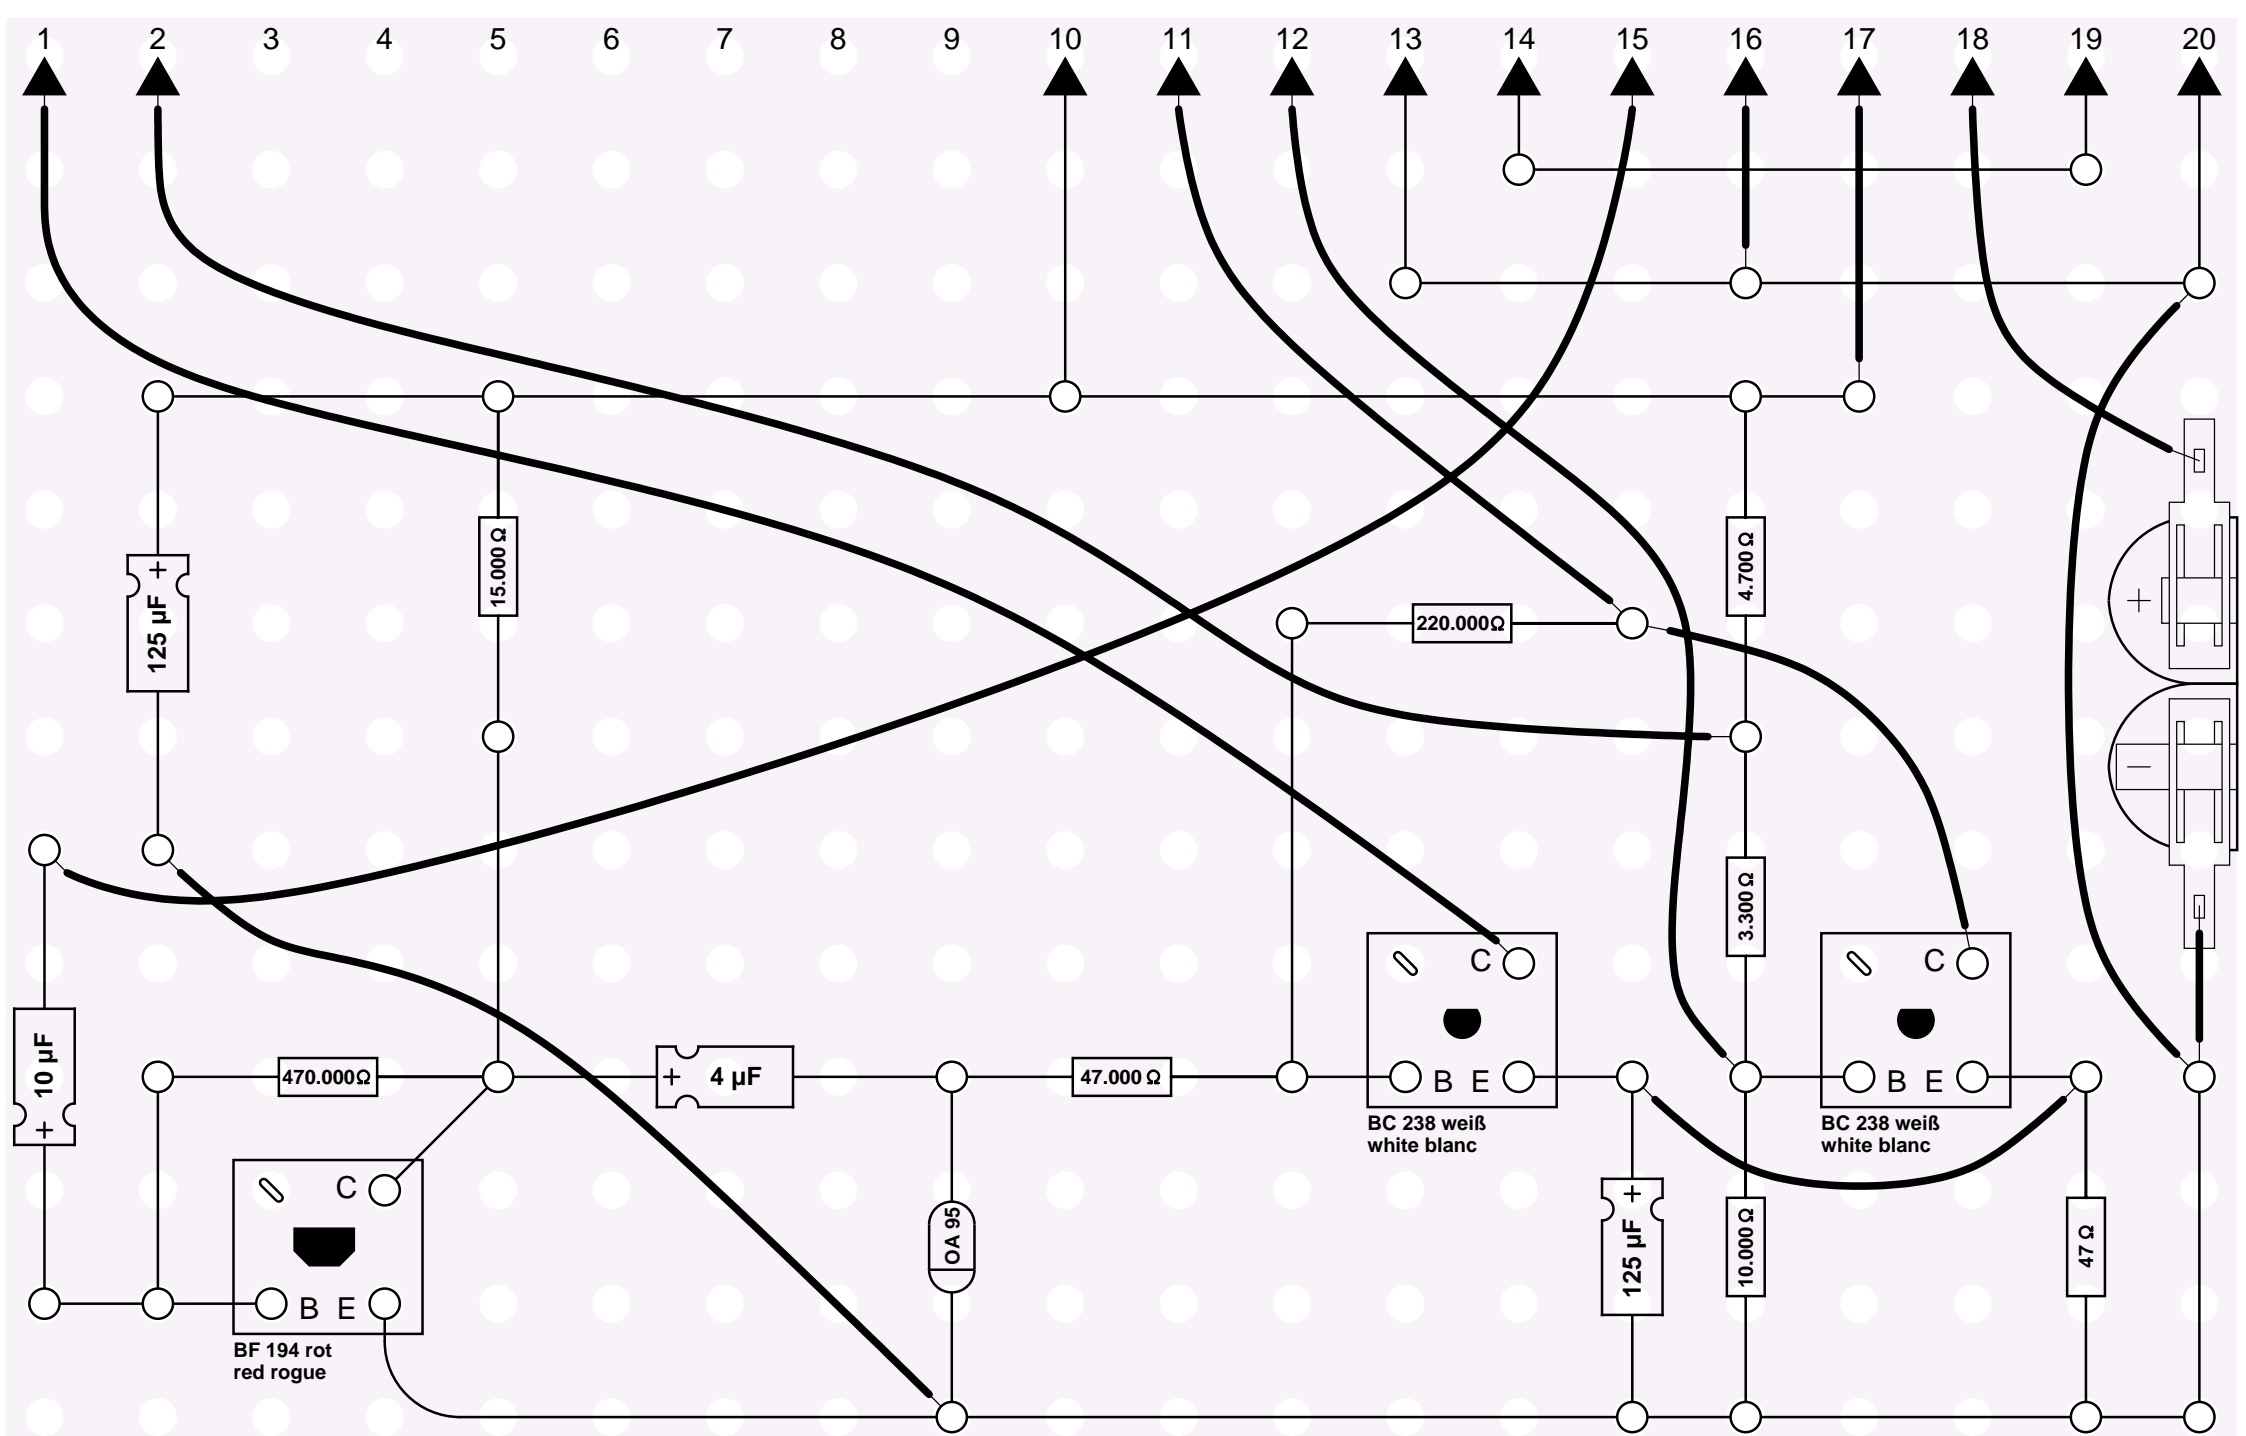 1 2 3 4 5 6 7 8 9 10 11 12 13 14 15 16 17 18 19 20
+
125 µF
15.000 Ω
4.700 Ω
220.000Ω
+
−
3.300 Ω
10 µF
+
470.000Ω
+ 4 µF
47.000 Ω
C
B E
BC 238 weiß
white blanc
C
B E
BC 238 weiß
white blanc
C
B E
BF 194 rot
red rogue
OA 95
+
125 µF
10.000 Ω
47 Ω